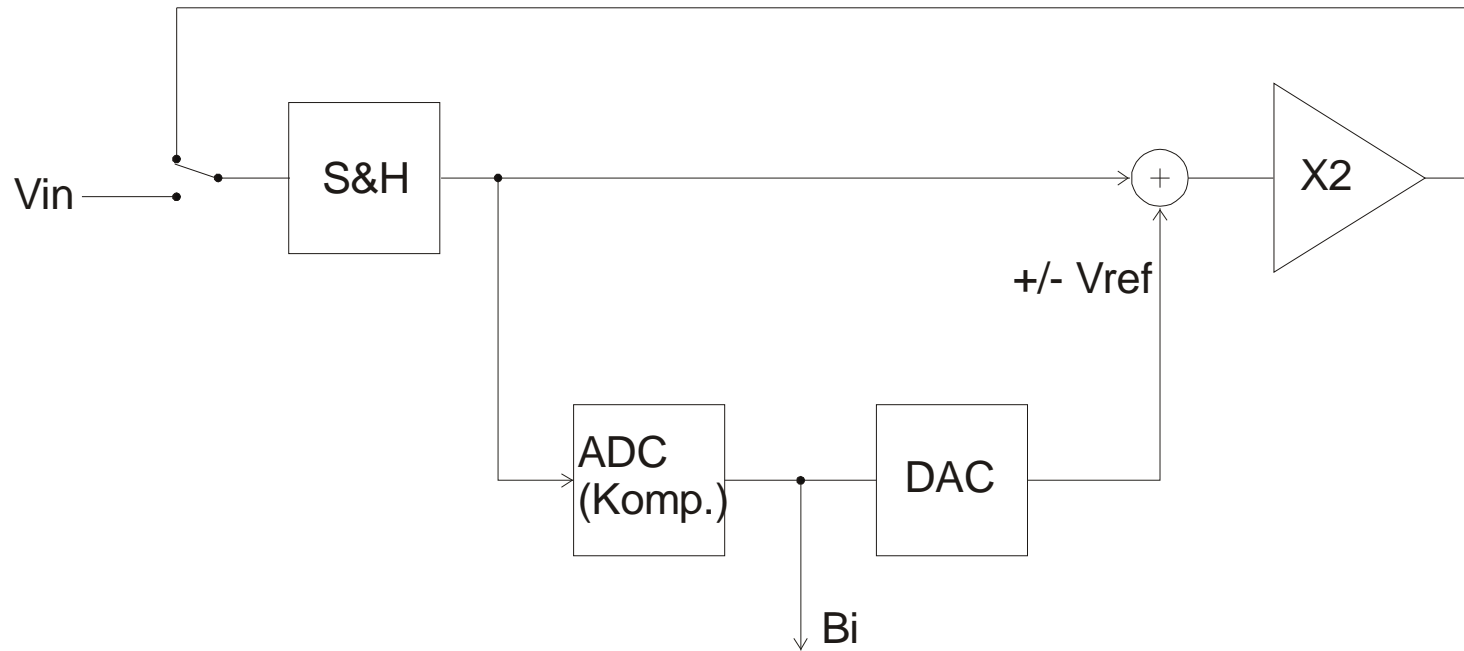 S&H
X2
Vin
+/- Vref
+
ADC
(Komp.)
DAC
Bi